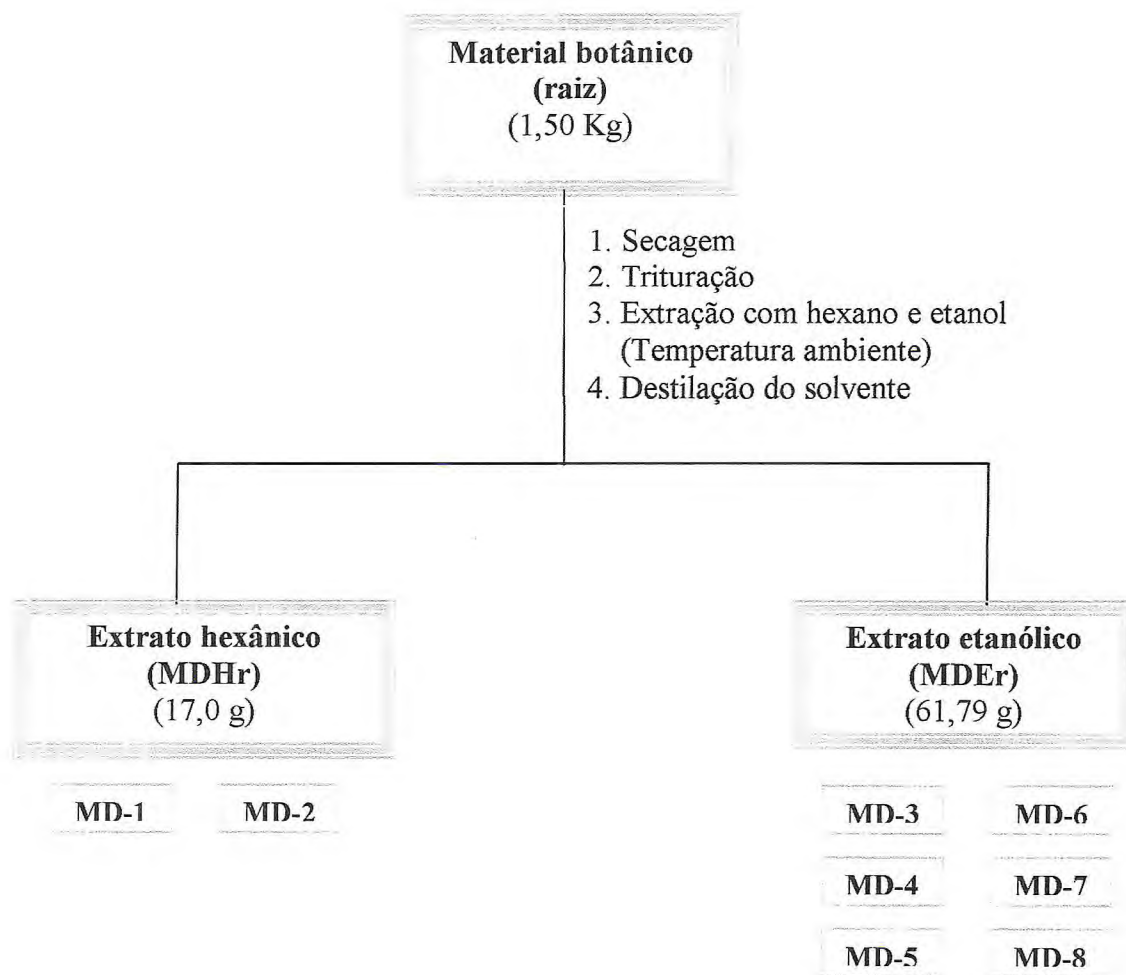 Material botânico
(raiz)
(1,50 Kg)
1. Secagem
2. Trituração
3. Extração com hexano e etanol
(Temperatura ambiente)
4. Destilação do solvente
Extrato hexânico
(MDHr)
(17,0 g)
Extrato etanólico
(MDEr)
(61,79 g)
MD-1 MD-2
MD-3 MD-6
MD-4 MD-7
MD-5 MD-8